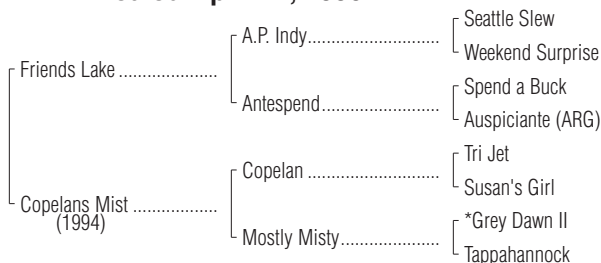 Seattle Slew
A.P. Indy
Weekend Surprise
Friends Lake
Spend a Buck
Antespend
Auspiciante (ARG)
Tri Jet
Copelan
Susan's Girl
Copelans Mist
(1994)
*Grey Dawn II
Mostly Misty
Tappahannock